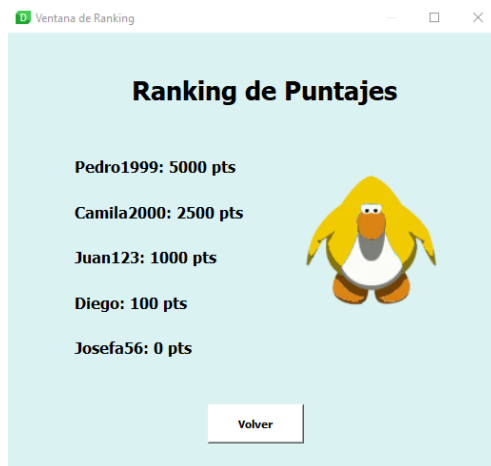 Ventana de Ranking
Ranking de Puntajes
Pedro1999: 5000 pts
Camila2000: 2500 pts
Juan123: 1000 pts
Diego: 100 pts
Josefa56: 0 pts
Volver